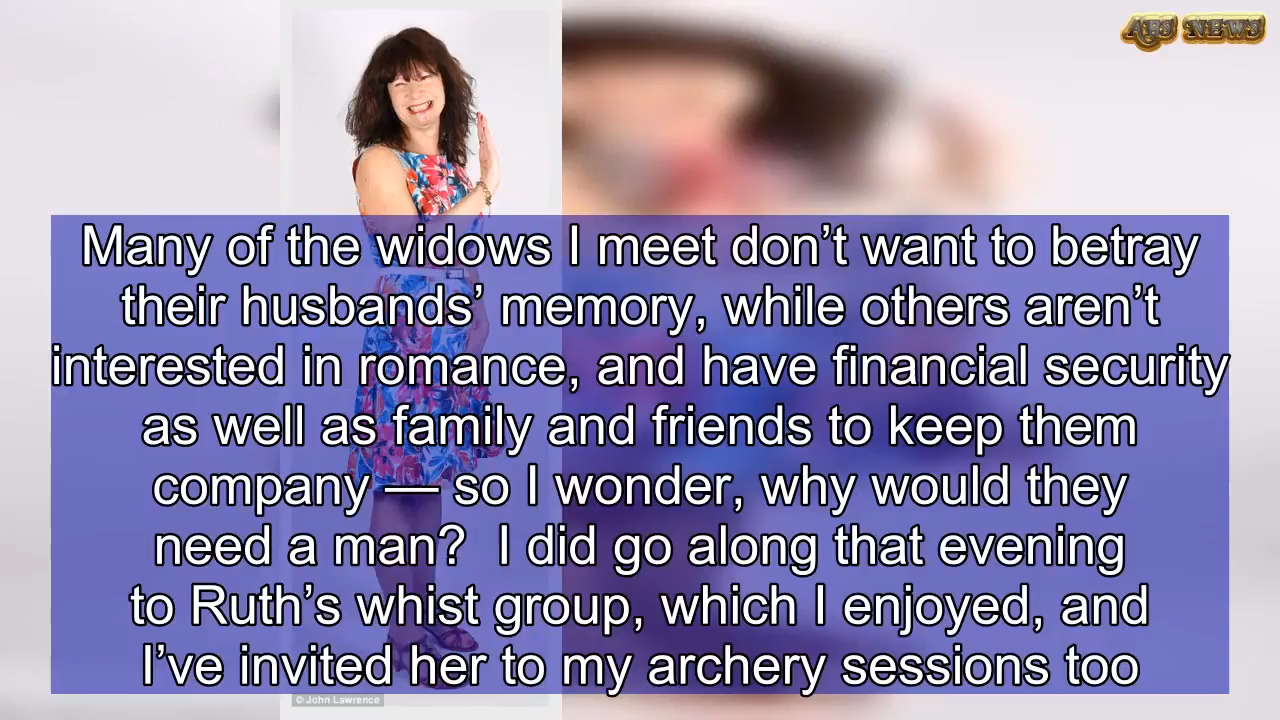 ABS NEWS
Many of the widows I meet don’t want to betray
their husbands’ memory, while others aren’t
interested in romance, and have financial security
as well as family and friends to keep them
company — so I wonder, why would they
need a man?  I did go along that evening
to Ruth’s whist group, which I enjoyed, and
I’ve invited her to my archery sessions too
© John Lawrence